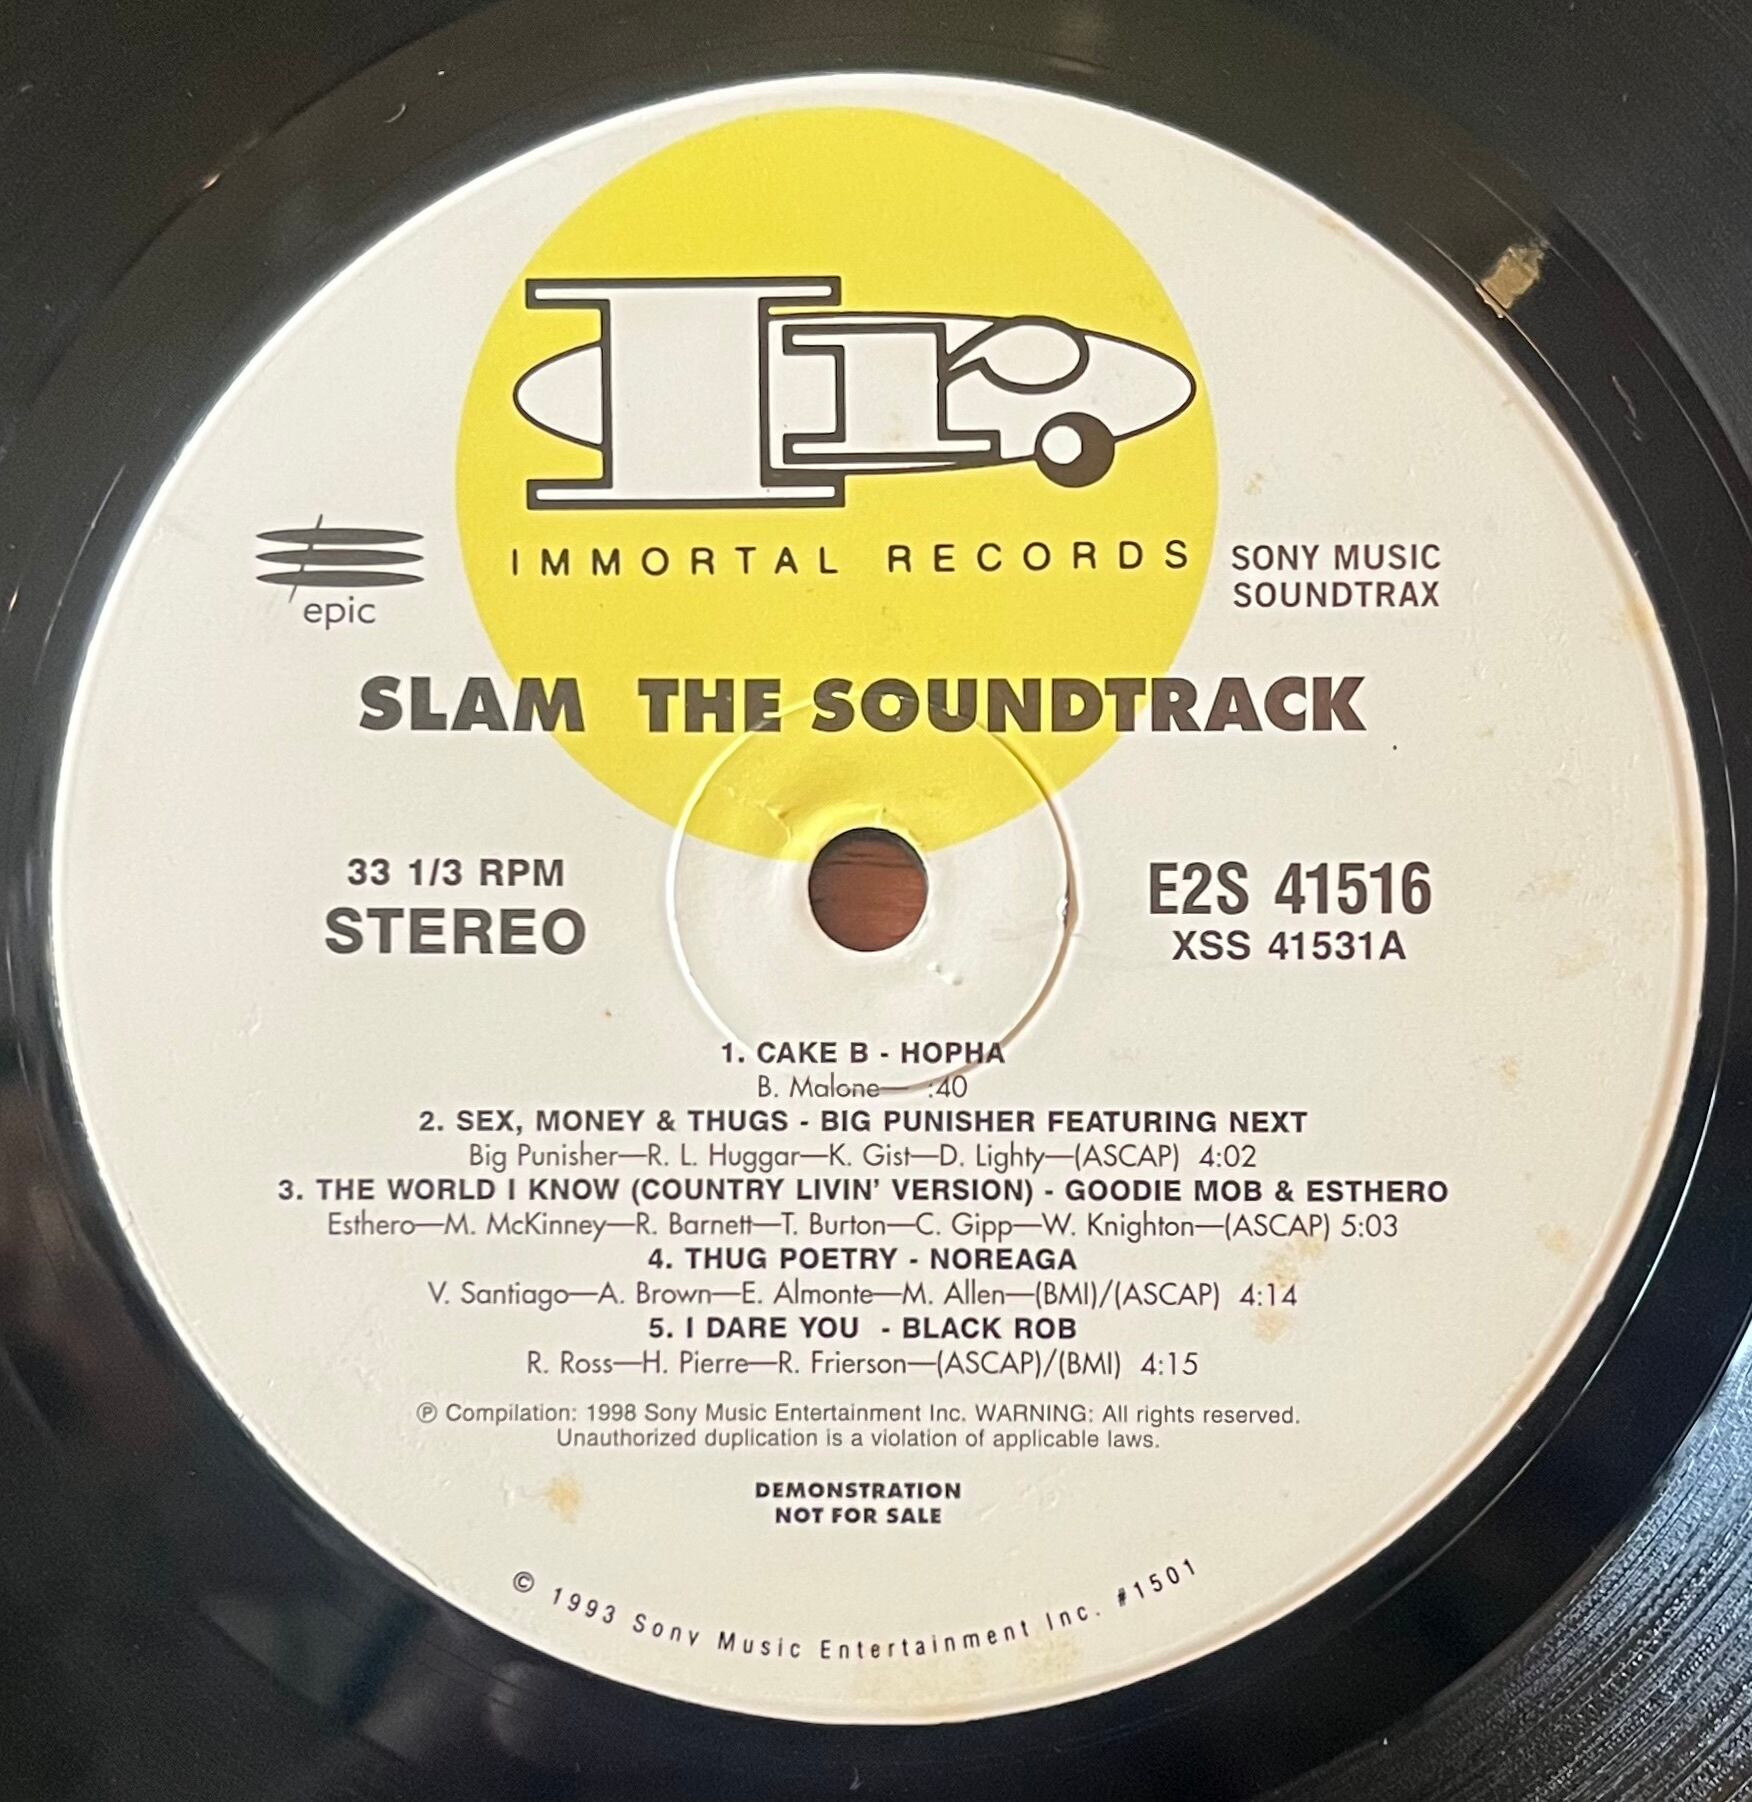 IMMORTAL RECORDS
epic
SONY MUSIC
SOUNDTRAX
SLAM THE SOUNDTRACK
33 1/3 RPM
STEREO
E2S 41516
XSS 41531A
1. CAKE B - HOPHA
B. Malone— :40
2. SEX, MONEY & THUGS - BIG PUNISHER FEATURING NEXT
Big Punisher—R. L. Huggar—K. Gist—D. Lighty—(ASCAP) 4:02
3. THE WORLD I KNOW (COUNTRY LIVIN' VERSION) - GOODIE MOB & ESTHERO
Esthero—M. McKinney—R. Barnett—T. Burton—C. Gipp—W. Knighton—(ASCAP) 5:03
4. THUG POETRY - NOREAGA
V. Santiago—A. Brown—E. Almonte—M. Allen—(BMI)/(ASCAP) 4:14
5. I DARE YOU - BLACK ROB
R. Ross—H. Pierre—R. Frierson—(ASCAP)/(BMI) 4:15
℗ Compilation: 1998 Sony Music Entertainment Inc. WARNING: All rights reserved.
Unauthorized duplication is a violation of applicable laws.
DEMONSTRATION
NOT FOR SALE
© 1993 Sony Music Entertainment Inc. #1501